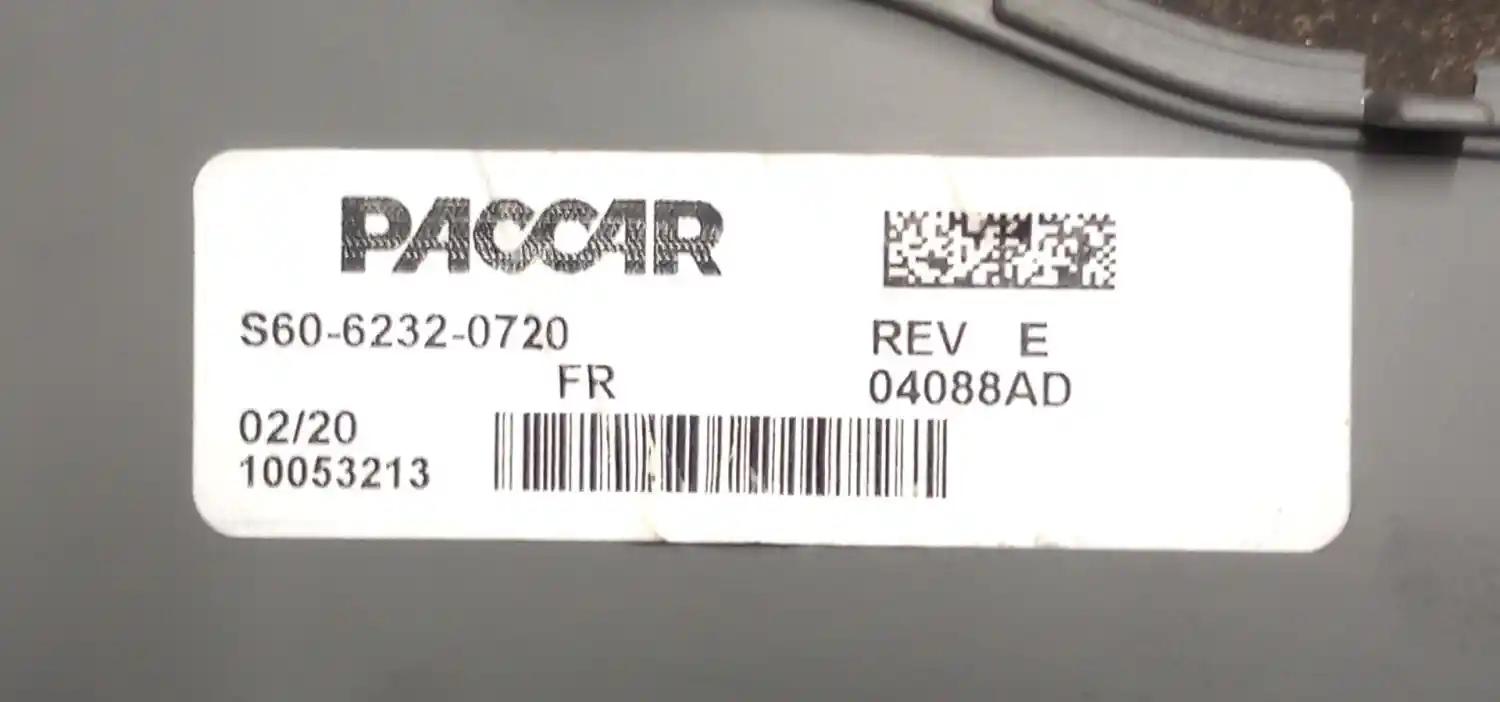 PACCAR
S60-6232-0720
REV E
FR
04088AD
02/20
10053213